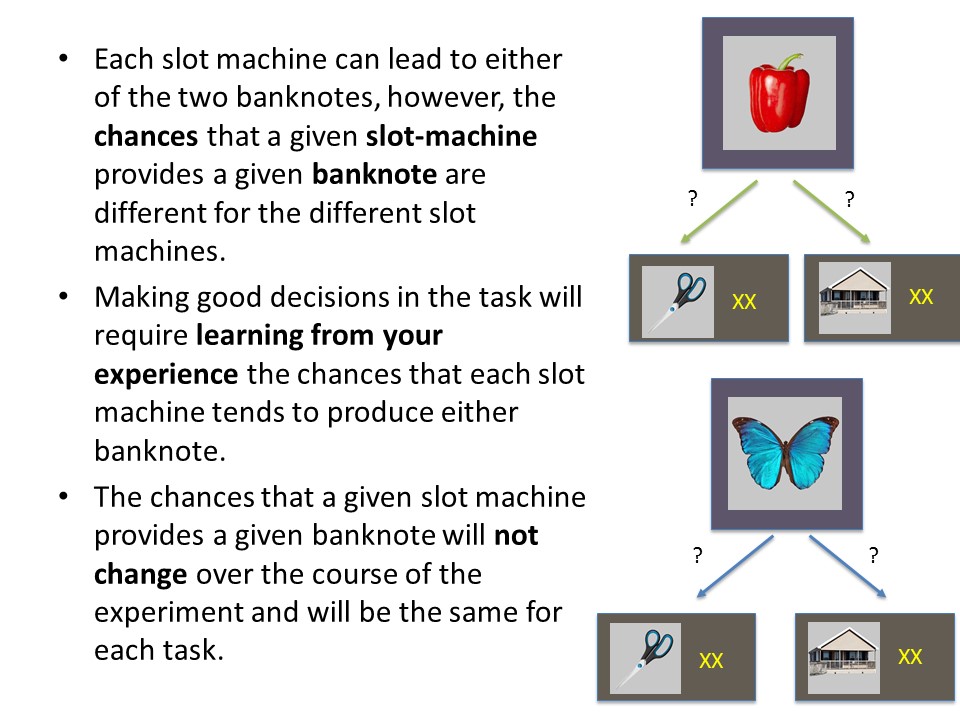 • Each slot machine can lead to either
of the two banknotes, however, the
chances that a given slot-machine
provides a given banknote are
different for the different slot
machines.
• Making good decisions in the task will
require learning from your
experience the chances that each slot
machine tends to produce either
banknote.
• The chances that a given slot machine
provides a given banknote will not
change over the course of the
experiment and will be the same for
each task.
? ?
XX XX
? ?
XX XX